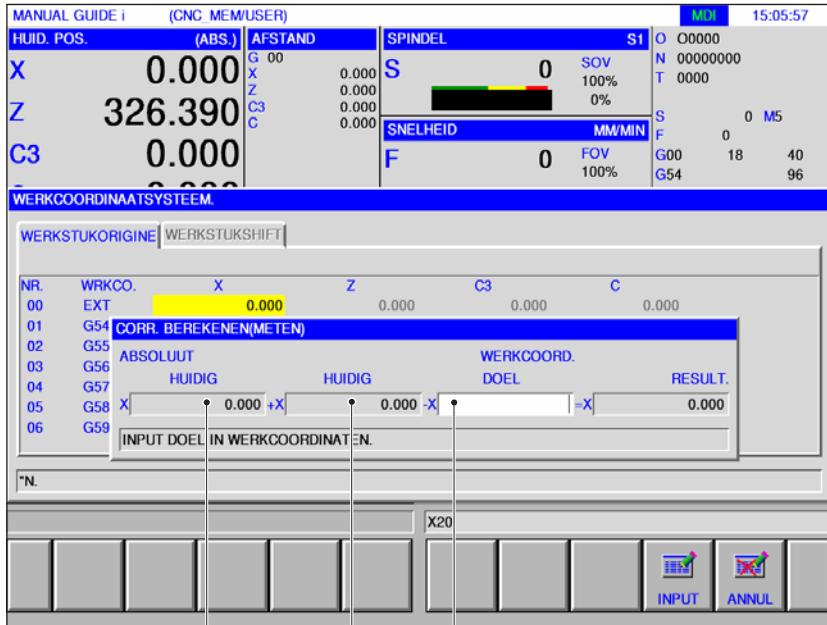 MANUAL GUIDE i (CNC_MEM/USER) MDI 15:05:57
HUID. POS. (ABS.) AFSTAND SPINDEL S1 O O0000
G 00 N 00000000
X 0.000 X 0.000 S 0 SOV 100% T 0000
Z 0.000 0%
Z 326.390 C3 0.000 S 0 M5
C 0.000 SNELHEID MM/MIN F 0
C3 0.000 F 0 FOV G00 18 40
100% G54 96
WERKCOORDINAATSYSTEEM.
WERKSTUKORIGINE WERKSTUKSHIFT
NR. WRKCO. X Z C3 C
00 EXT 0.000 0.000 0.000 0.000
01 G54
02 G55
03 G56
04 G57
05 G58
06 G59
CORR. BEREKENEN(METEN)
ABSOLUUT WERKCOORD.
HUIDIG HUIDIG DOEL RESULT.
X 0.000 +X 0.000 -X =X 0.000
INPUT DOEL IN WERKCOORDINATEN.
"N.
X20
INPUT ANNUL